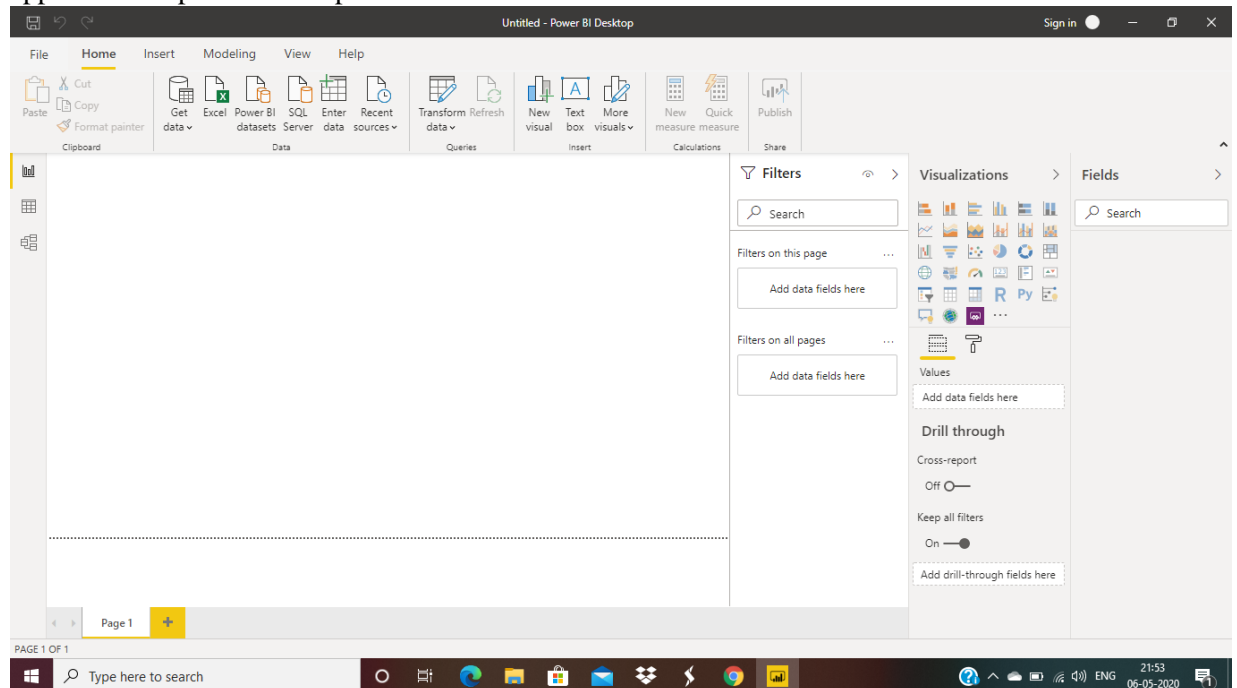 Untitled - Power BI Desktop
Sign in
File Home Insert Modeling View Help
Paste
Cut
Copy
Format painter
Clipboard
Get data
Excel
Power BI datasets
SQL Server
Enter data
Recent sources
Data
Transform data
Refresh
Queries
New visual
Text box
More visuals
Insert
New measure
Quick measure
Calculations
Publish
Share
Filters
Search
Filters on this page ...
Add data fields here
Filters on all pages ...
Add data fields here
Visualizations
R Py
...
Values
Add data fields here
Drill through
Cross-report
Off
Keep all filters
On
Add drill-through fields here
Fields
Search
Page 1 +
PAGE 1 OF 1
Type here to search
ENG
21:53
06-05-2020